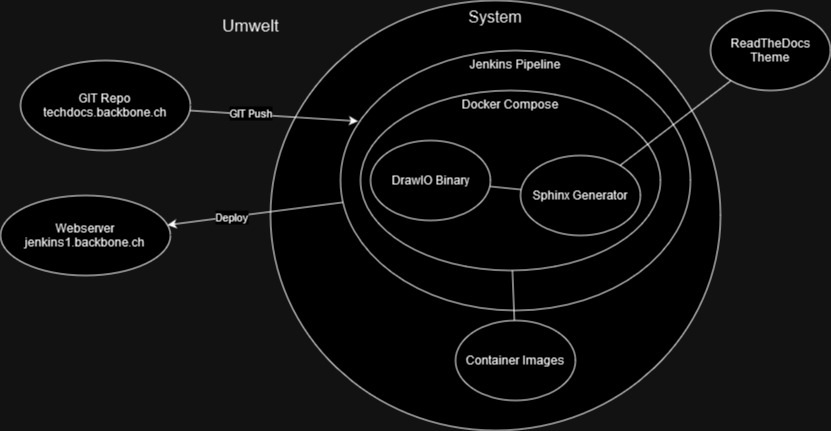 Umwelt
System
ReadTheDocs
Theme
Jenkins Pipeline
GIT Repo
techdocs.backbone.ch
GIT Push
Docker Compose
DrawIO Binary
Sphinx Generator
Deploy
Webserver
jenkins1.backbone.ch
Container Images